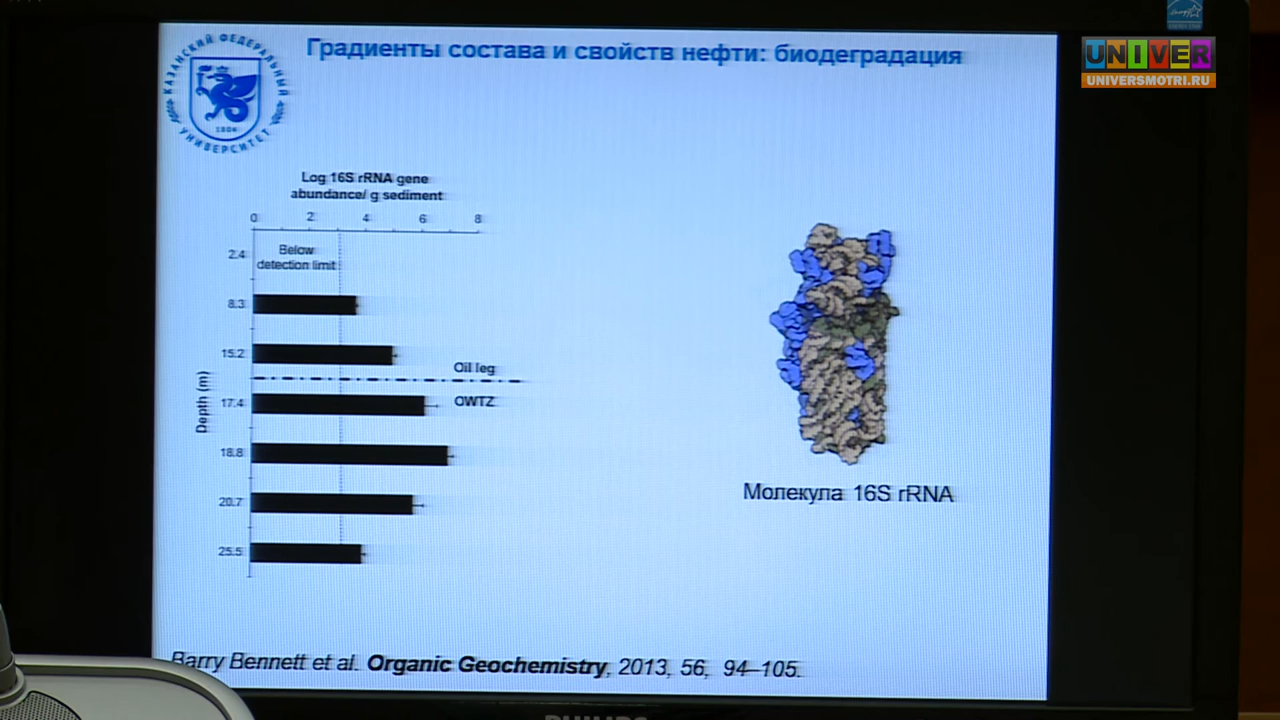 UNIVER
UNIVERSMOTRI.RU
КАЗАНСКИЙ ФЕДЕРАЛЬНЫЙ
УНИВЕРСИТЕТ
1804
Градиенты состава и свойств нефти: биодеградация
Log 16S rRNA gene
abundance/ g sediment
0 2 4 6 8
Below
detection limit
2.4
8.3
15.2
Oil leg
17.4
OWTZ
18.8
20.7
25.5
Depth (m)
Молекула 16S rRNA
Barry Bennett et al. Organic Geochemistry, 2013, 56, 94–105.
PHILIPS